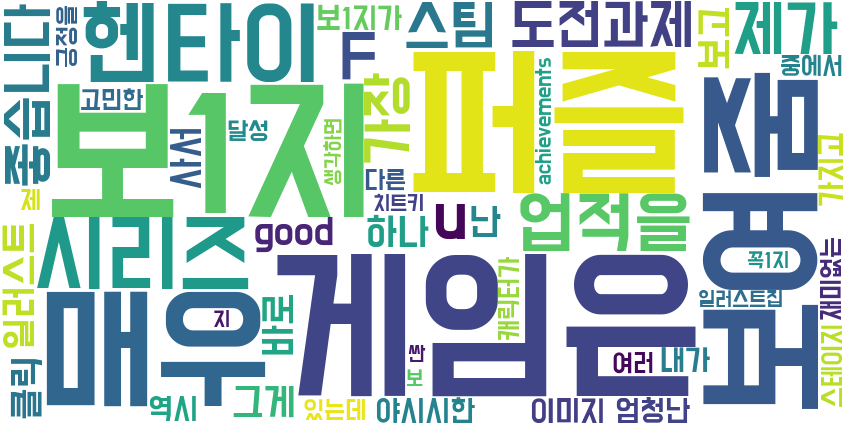 좋습니다
긍정을
헨타이
보1지가
F
스팀
도전과제
보고
제가
중에서
고민한
보1지
가장
퍼즐
achievements
줌
사서
달성
생각하면
다른
치트키
고
가지가
제
시리즈
good
하나
u
난
업적을
형
꼭1지
일러스트
매우
지
바로
게임은
캐릭터가
보
일러스트집
재미없는
스테이지
클릭
역시
그게
있는데
싼
야시시한
이미지
엄청난
여러
내가